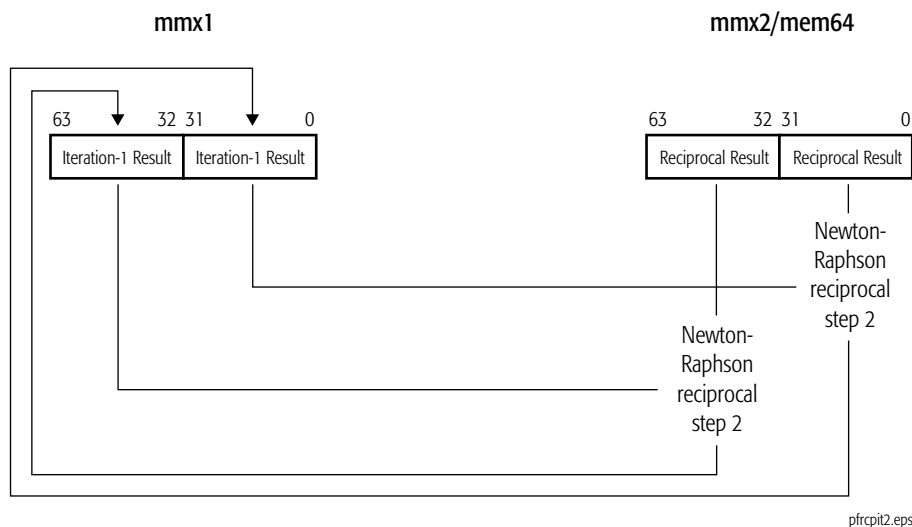 mmx1 mmx2/mem64
63 32 31 0 63 32 31 0
Iteration-1 Result Iteration-1 Result Reciprocal Result Reciprocal Result
Newton-
Raphson
reciprocal
step 2
Newton-
Raphson
reciprocal
step 2
pfrcpit2.eps